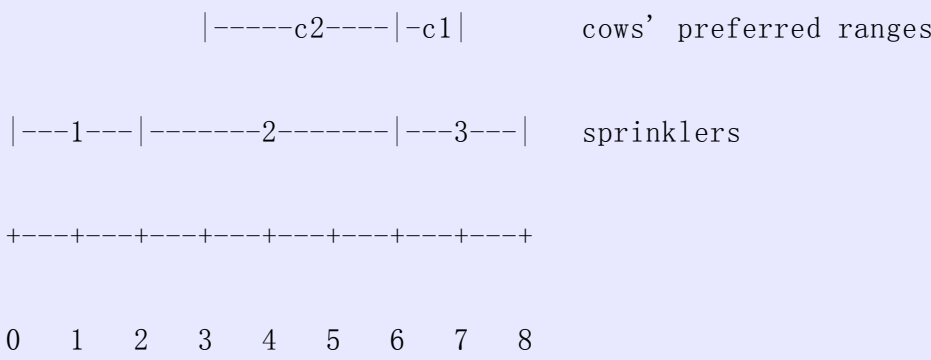 |-----c2----|-c1| cows' preferred ranges
|---1---|-------2-------|---3---| sprinklers
+---+---+---+---+---+---+---+---+
0 1 2 3 4 5 6 7 8